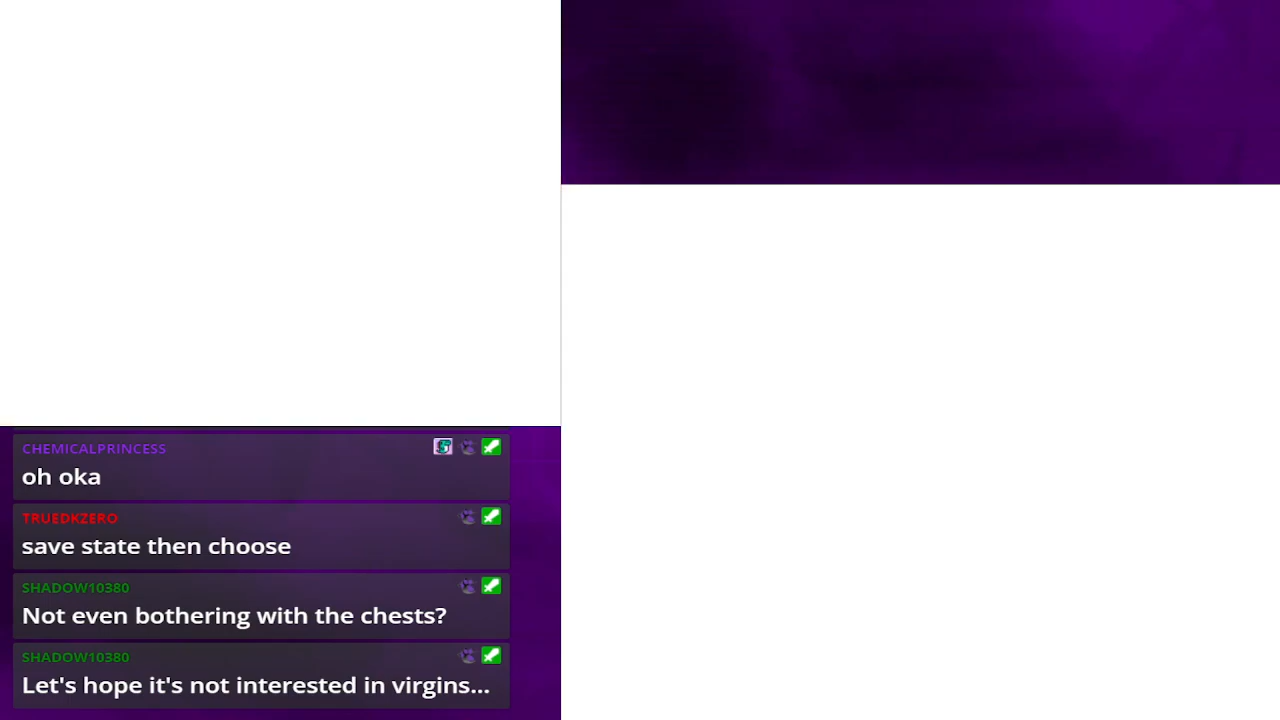 CHEMICALPRINCESS
oh oka
TRUEDKZERO
save state then choose
SHADOW10380
Not even bothering with the chests?
SHADOW10380
Let's hope it's not interested in virgins...